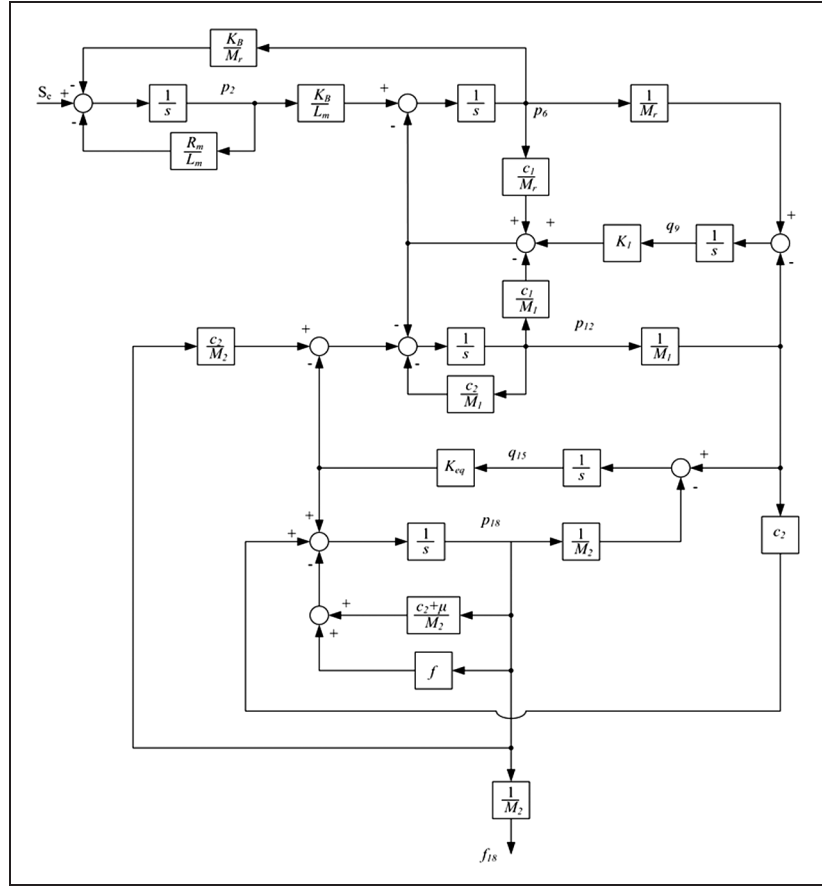 K_B
M_r
S_e + - -
1
s
p_2
K_B
L_m
+ -
1
s
p_6
1
M_r
R_m
L_m
c_1
M_r
+ + -
K_1
q_9
1
s
+ -
c_1
M_1
p_12
c_2
M_2
+ -
- -
1
s
1
M_1
c_2
M_1
K_eq
q_15
1
s
+ -
p_18
+ + -
1
s
1
M_2
c_2
c_2+μ
M_2
+ +
f
1
M_2
f_18